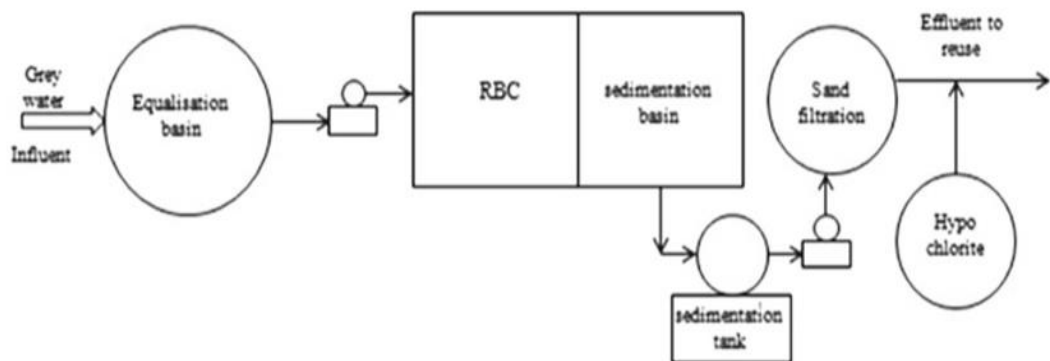 Grey
water
Influent
Equalisation
basin
RBC
sedimentation
basin
sedimentation
tank
Sand
filtration
Effluent to
reuse
Hypo
chlorite